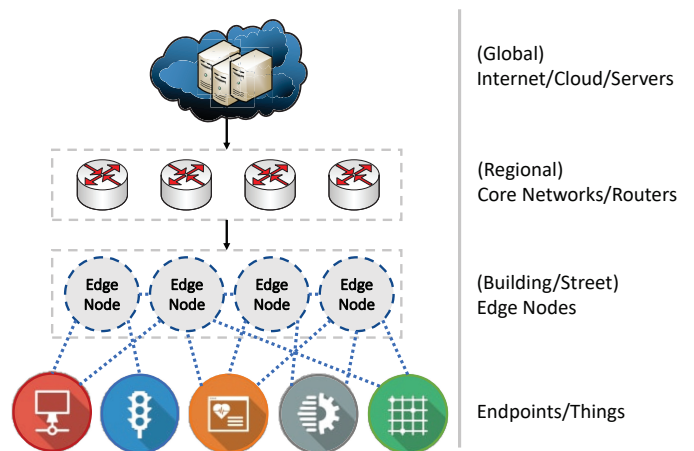 (Global)
Internet/Cloud/Servers
(Regional)
Core Networks/Routers
Edge
Node
Edge
Node
Edge
Node
Edge
Node
(Building/Street)
Edge Nodes
Endpoints/Things